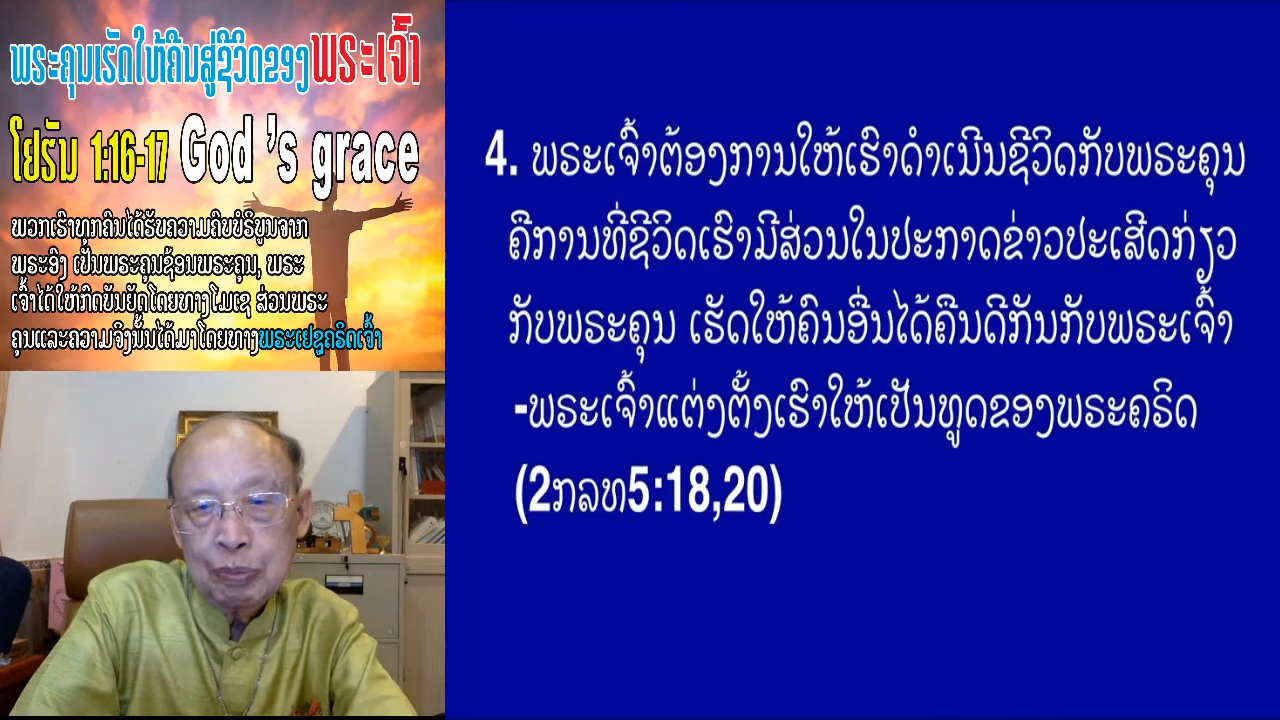 ພຣະຄຸນເຮັດໃຫ້ຄືນສູ່ຊີວິດຂອງພຣະເຈົ້າ
ໂຢຮັນ 1:16-17 God 's grace
ພວກເຮົາທຸກຄົນໄດ້ຮັບຄວາມຄົບບໍຣິບູນຈາກ
ພຣະອົງ ເປັນພຣະຄຸນຊ້ອນພຣະຄຸນ, ພຣະ
ເຈົ້າໄດ້ໃຫ້ກົດບັນຍັດໂດຍທາງໂມເຊ ສ່ວນພຣະ
ຄຸນແລະຄວາມຈິງນັ້ນໄດ້ມາໂດຍທາງພຣະເຢຊູຄຣິດເຈົ້າ
4. ພຣະເຈົ້າຕ້ອງການໃຫ້ເຮົາດຳເນີນຊີວິດກັບພຣະຄຸນ
ຄືການທີ່ຊີວິດເຮົາມີສ່ວນໃນປະກາດຂ່າວປະເສີດກ່ຽວ
ກັບພຣະຄຸນ ເຮັດໃຫ້ຄົນອື່ນໄດ້ຄືນດີກັນກັບພຣະເຈົ້າ
-ພຣະເຈົ້າແຕ່ງຕັ້ງເຮົາໃຫ້ເປັນທູດຂອງພຣະຄຣິດ
(2ກລທ5:18,20)